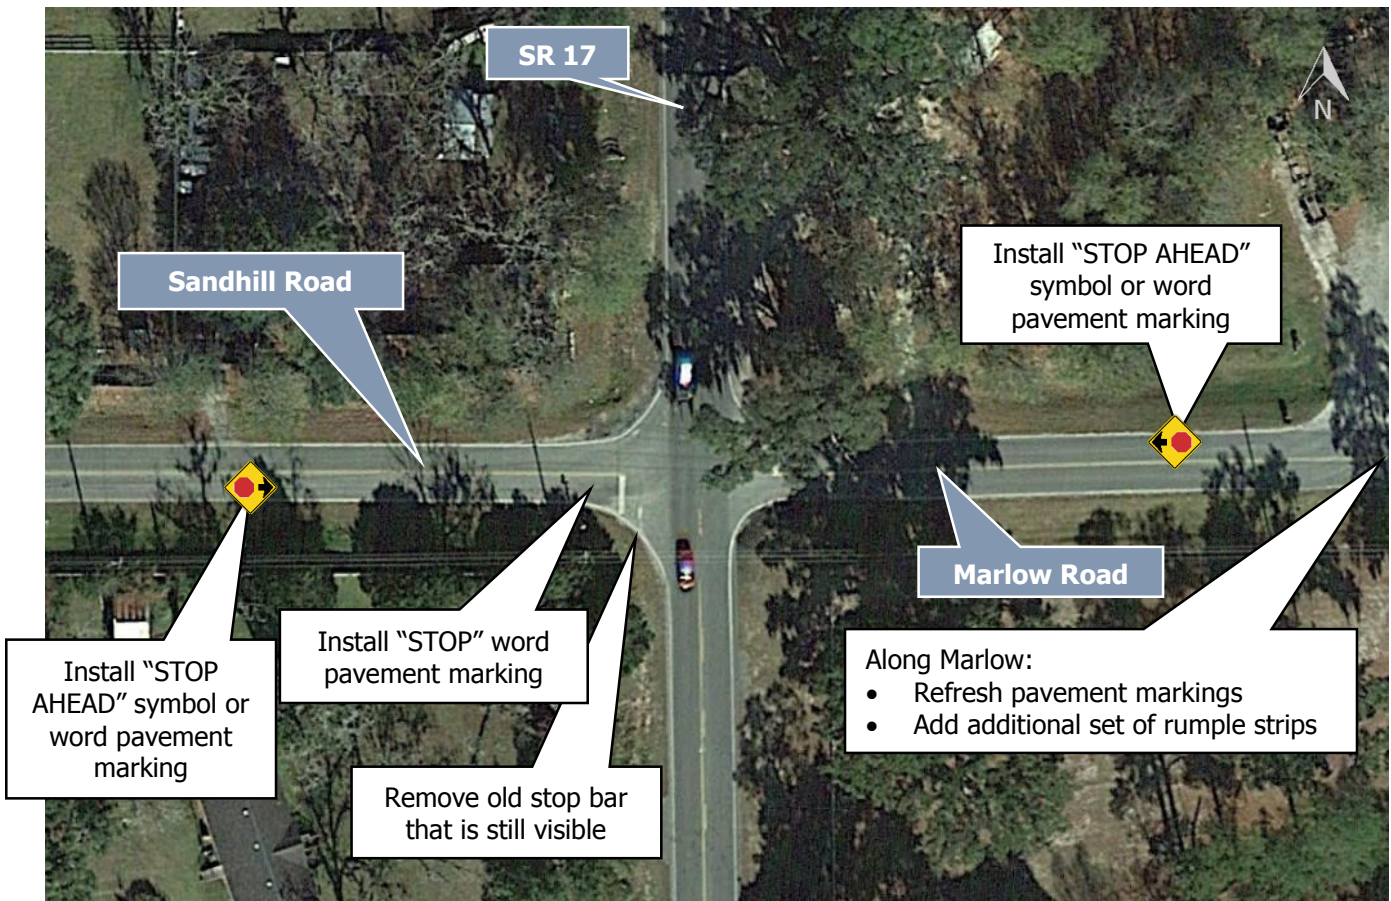 SR 17
N
Install “STOP AHEAD”
symbol or word
pavement marking
Sandhill Road
Marlow Road
Install “STOP
AHEAD” symbol or
word pavement
marking
Install “STOP” word
pavement marking
Remove old stop bar
that is still visible
Along Marlow:
• Refresh pavement markings
• Add additional set of rumple strips